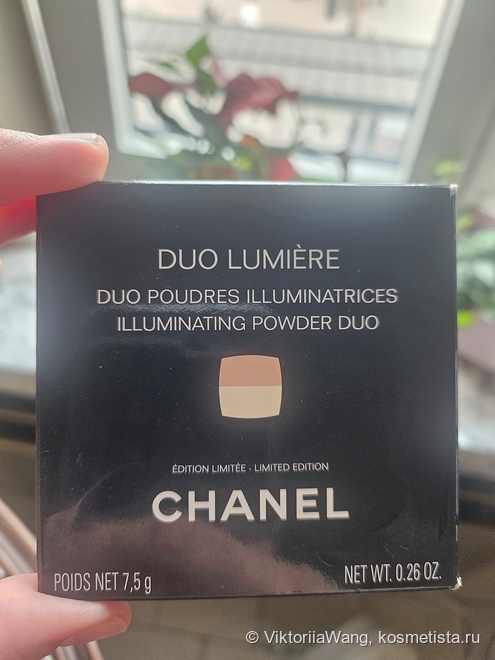 DUO LUMIÈRE
DUO POUDRES ILLUMINATRICES
ILLUMINATING POWDER DUO
ÉDITION LIMITÉE - LIMITED EDITION
CHANEL
POIDS NET 7,5 g
NET WT. 0.26 OZ.
© ViktoriiaWang, kosmetista.ru